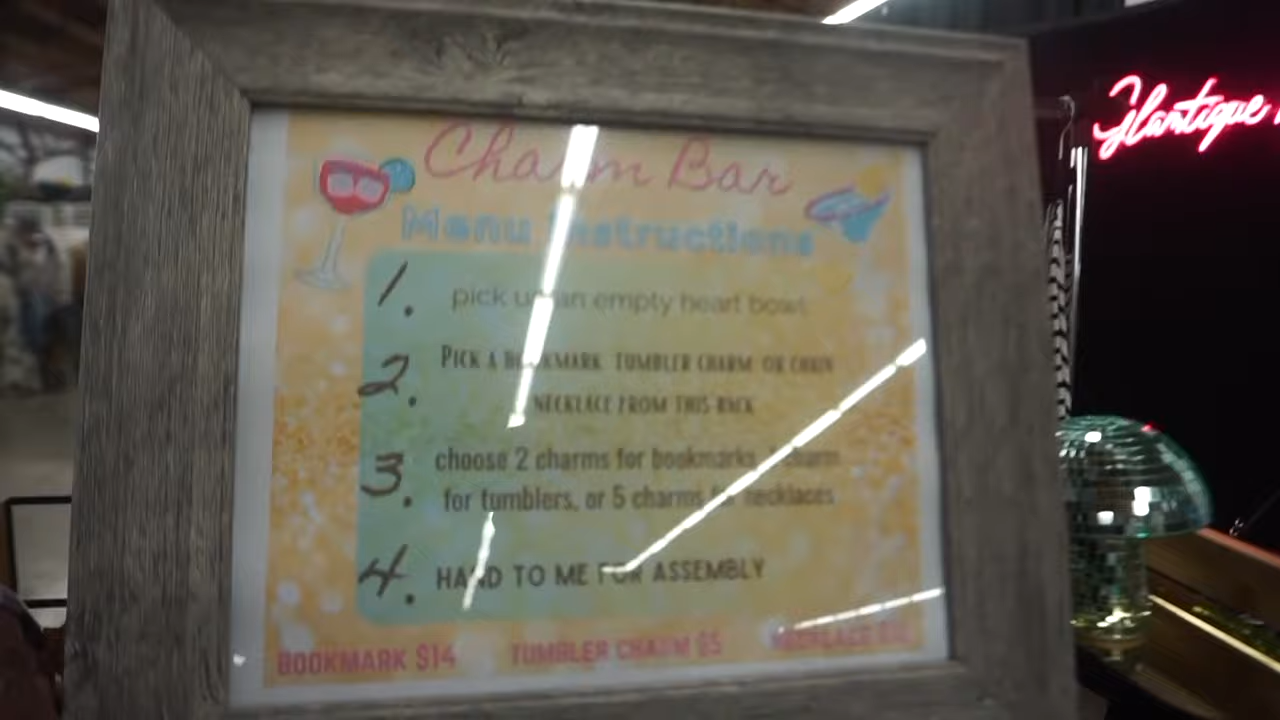 Charm Bar
Menu Instructions
1. pick up an empty heart bowl
2. PICK A BOOKMARK TUMBLER CHARM OR CHAIN
NECKLACE FROM THIS RACK
3. choose 2 charms for bookmarks, charm
for tumblers, or 5 charms for necklaces
4. HAND TO ME FOR ASSEMBLY
BOOKMARK $14 TUMBLER CHARM $5 NECKLACE